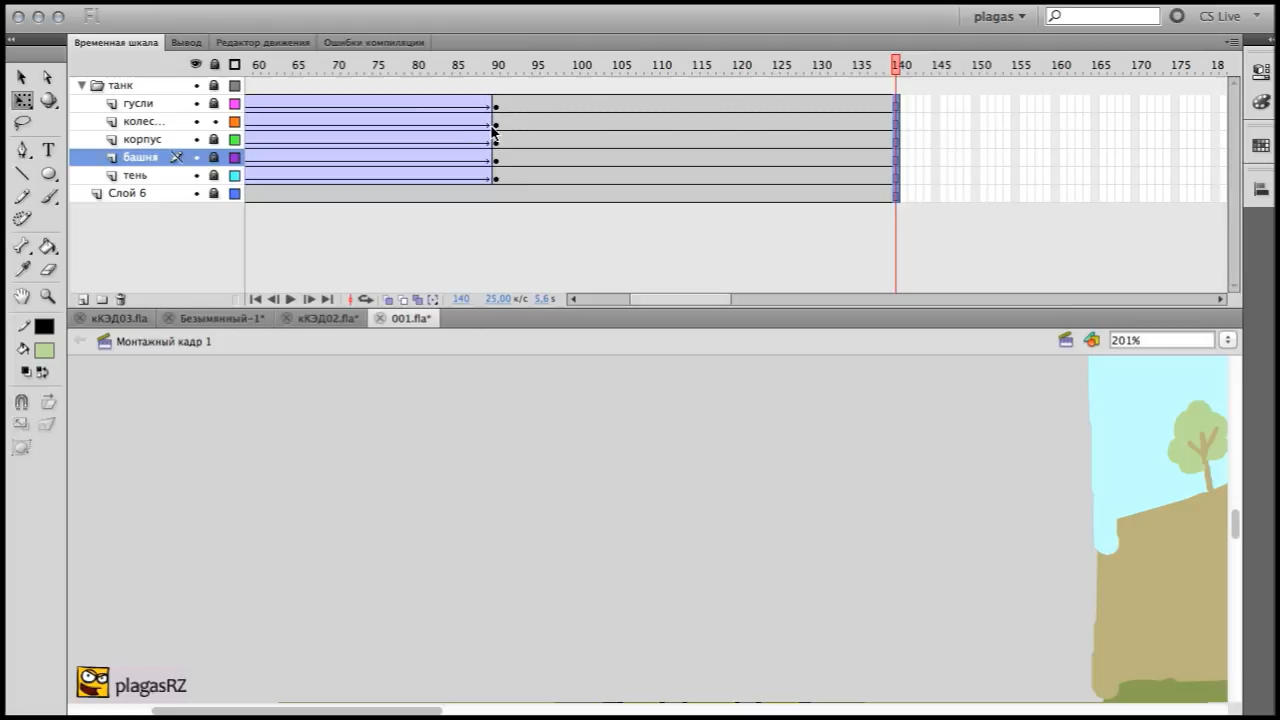 Fl
plagas
CS Live
Временная шкала Вывод Редактор движения Ошибки компиляции
60 65 70 75 80 85 90 95 100 105 110 115 120 125 130 135 140 145 150 155 160 165 170 175 18
танк
гусли
колес...
корпус
башня
тень
Слой 6
140 25,00 к/с 5,6 s
кКЭД03.fla Безымянный-1* кКЭД02.fla* 001.fla*
Монтажный кадр 1
201%
plagasRZ